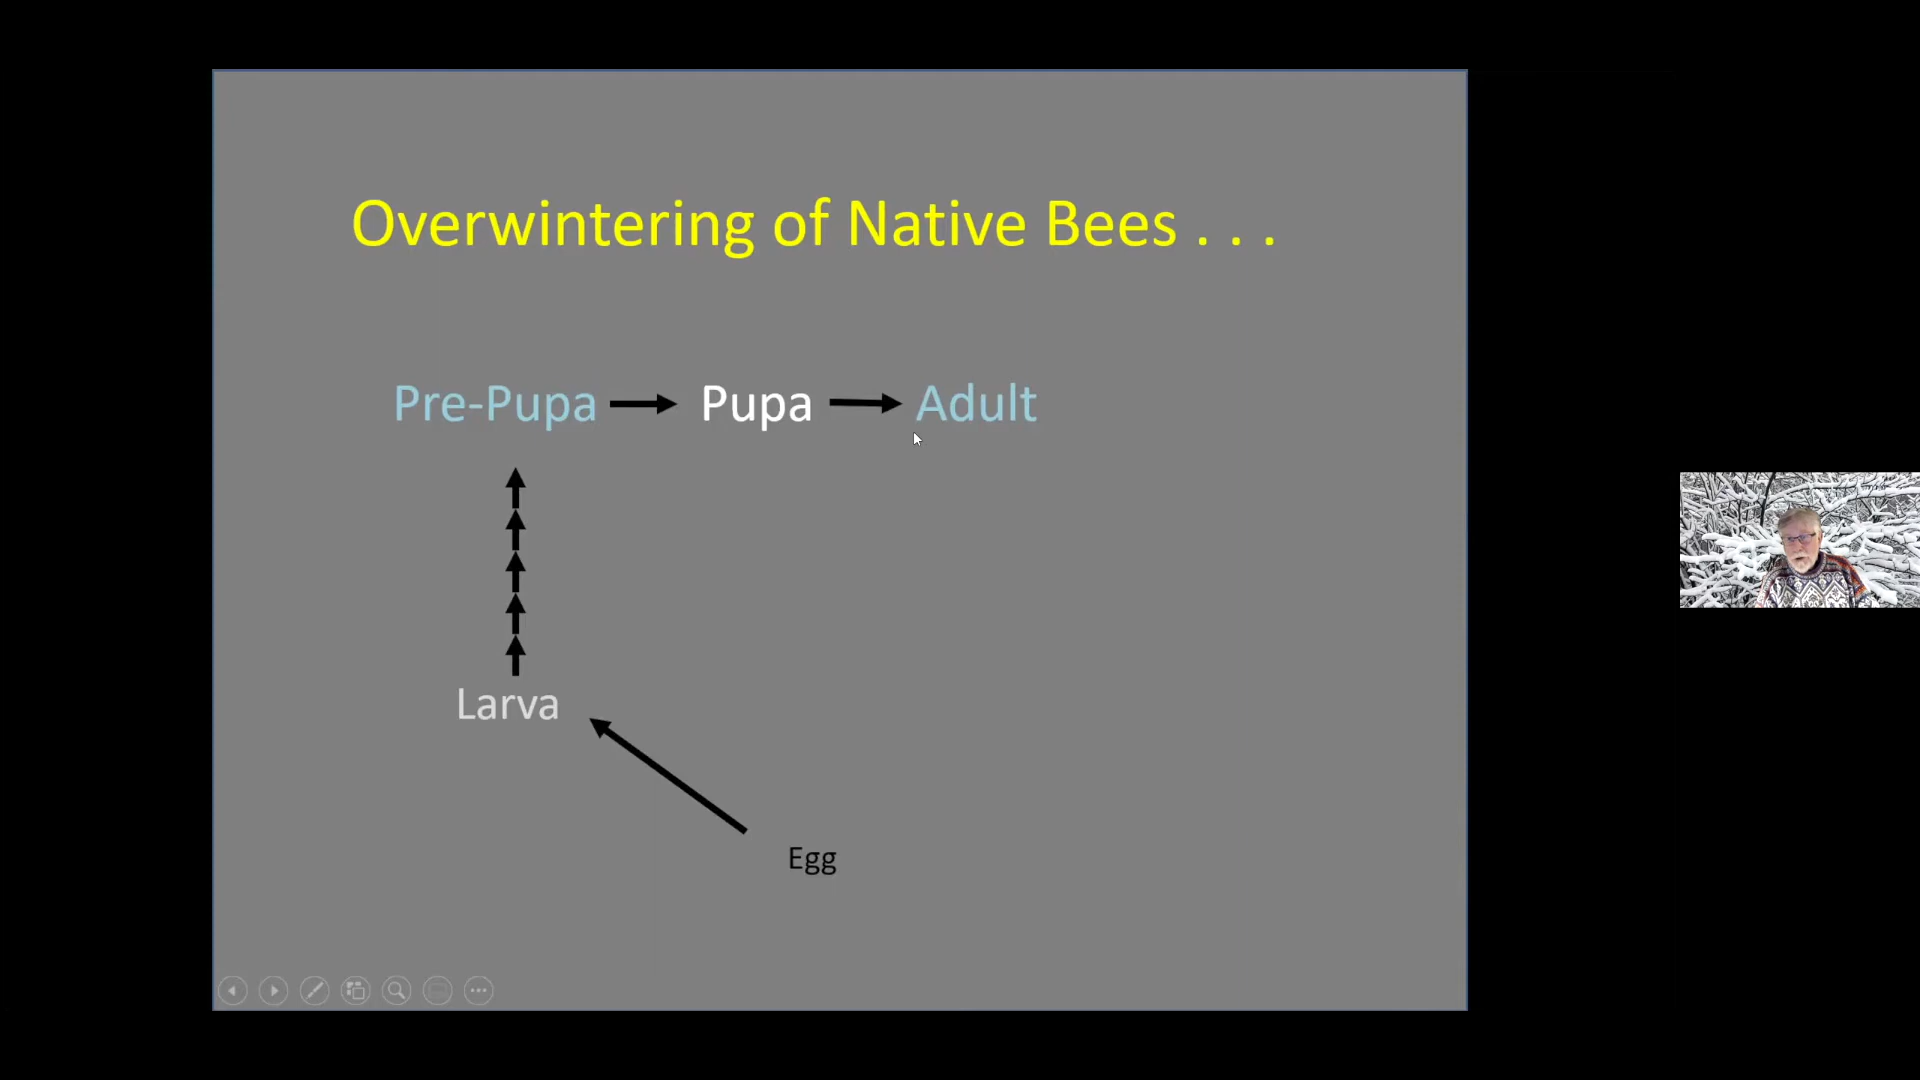 Overwintering of Native Bees . . .
Pre-Pupa Pupa Adult
Larva
Egg